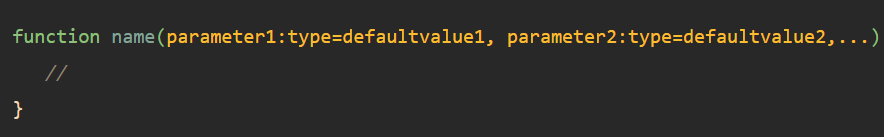 function name(parameter1:type=defaultvalue1, parameter2:type=defaultvalue2,...)
//
}